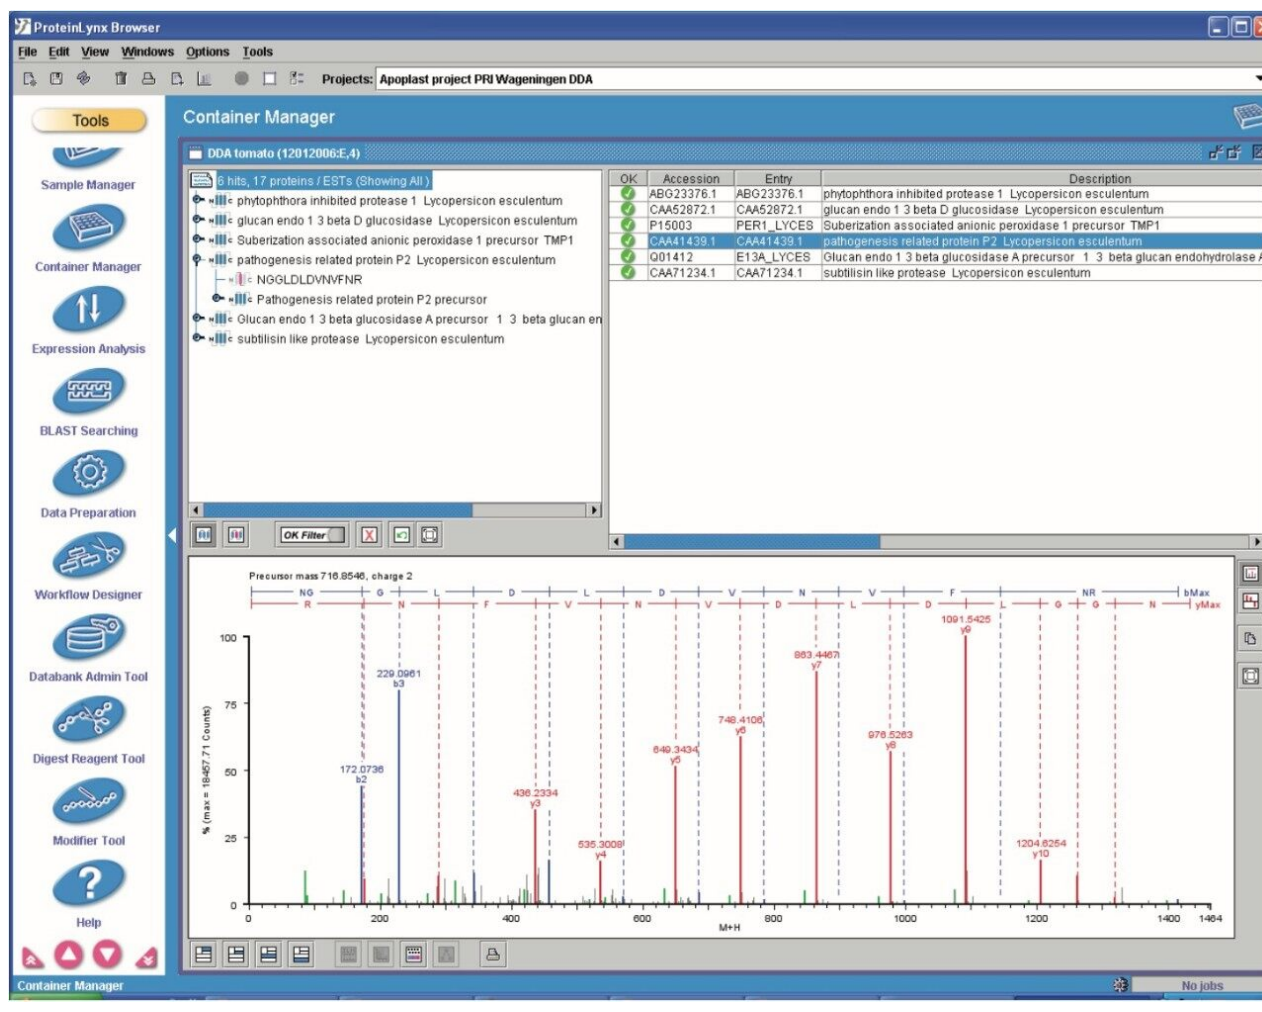 ProteinLynx Browser
File Edit View Windows Options Tools
Projects: Apoplast project PRI Wageningen DDA
Tools
Sample Manager
Container Manager
Expression Analysis
BLAST Searching
Data Preparation
Workflow Designer
Databank Admin Tool
Digest Reagent Tool
Modifier Tool
Help
Container Manager
DDA tomato (12012006:E,4)
6 hits, 17 proteins / ESTs (Showing All )
phytophthora inhibited protease 1 Lycopersicon esculentum
glucan endo 1 3 beta D glucosidase Lycopersicon esculentum
Suberization associated anionic peroxidase 1 precursor TMP1
pathogenesis related protein P2 Lycopersicon esculentum
NGGLDLDVNVFNR
Pathogenesis related protein P2 precursor
Glucan endo 1 3 beta glucosidase A precursor 1 3 beta glucan en
subtilisin like protease Lycopersicon esculentum
OK Filter
OK Accession Entry Description
ABG23376.1 ABG23376.1 phytophthora inhibited protease 1 Lycopersicon esculentum
CAA52872.1 CAA52872.1 glucan endo 1 3 beta D glucosidase Lycopersicon esculentum
P15003 PER1_LYCES Suberization associated anionic peroxidase 1 precursor TMP1
CAA41439.1 CAA41439.1 pathogenesis related protein P2 Lycopersicon esculentum
Q01412 E13A_LYCES Glucan endo 1 3 beta glucosidase A precursor 1 3 beta glucan endohydrolase
CAA71234.1 CAA71234.1 subtilisin like protease Lycopersicon esculentum
Precursor mass 716.8546, charge 2
NG G L D L D V N V F NR bMax
R N F V N V D L D L G G N yMax
1091.5425
y9
863.4467
y7
229.0961
b3
748.4106
y6
976.5263
y8
649.3434
y5
172.0736
b2
436.2334
y3
535.3008
y4
1204.6254
y10
100
75
50
25
0
% (max = 18457.71 Counts)
0 200 400 600 800 1000 1200 1400 1464
M+H
Container Manager
No jobs